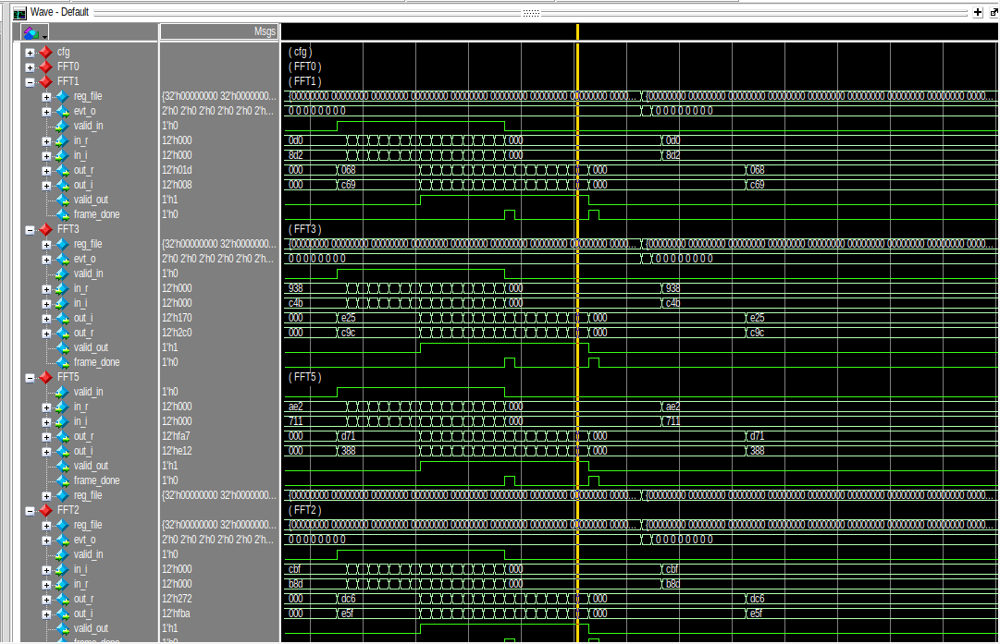 Wave - Default
Msgs
cfg ( cfg )
FFT0 ( FFT0 )
FFT1 ( FFT1 )
reg_file {32'h00000000 32'h0000000... {00000000 00000000 00000000 00000000 00000000 00000000 00000000 00000000 0000... {00000000 00000000 00000000 00000000 00000000 00000000 00000000 00000000 0000...
evt_o 2'h0 2'h0 2'h0 2'h0 2'h0 2'h... 0 0 0 0 0 0 0 0 0 0 0 0 0 0 0 0
valid_in 1'h0
in_r 12'h000 0d0 000 0d0
in_i 12'h000 8d2 000 8d2
out_r 12'h01d 000 068 000 068
out_i 12'h008 000 c69 000 c69
valid_out 1'h1
frame_done 1'h0
FFT3 ( FFT3 )
reg_file {32'h00000000 32'h0000000... {00000000 00000000 00000000 00000000 00000000 00000000 00000000 00000000 0000... {00000000 00000000 00000000 00000000 00000000 00000000 00000000 00000000 0000...
evt_o 2'h0 2'h0 2'h0 2'h0 2'h0 2'h... 0 0 0 0 0 0 0 0 0 0 0 0 0 0 0 0
valid_in 1'h0
in_r 12'h000 938 000 938
in_i 12'h000 c4b 000 c4b
out_i 12'h170 000 e25 000 e25
out_r 12'h2c0 000 c9c 000 c9c
valid_out 1'h1
frame_done 1'h0
FFT5 ( FFT5 )
valid_in 1'h0
in_r 12'h000 ae2 000 ae2
in_i 12'h000 711 000 711
out_r 12'hfa7 000 d71 000 d71
out_i 12'he12 000 388 000 388
valid_out 1'h1
frame_done 1'h0
reg_file {32'h00000000 32'h0000000... {00000000 00000000 00000000 00000000 00000000 00000000 00000000 00000000 0000... {00000000 00000000 00000000 00000000 00000000 00000000 00000000 00000000 0000...
FFT2 ( FFT2 )
reg_file {32'h00000000 32'h0000000... {00000000 00000000 00000000 00000000 00000000 00000000 00000000 00000000 0000... {00000000 00000000 00000000 00000000 00000000 00000000 00000000 00000000 0000...
evt_o 2'h0 2'h0 2'h0 2'h0 2'h0 2'h... 0 0 0 0 0 0 0 0 0 0 0 0 0 0 0 0
valid_in 1'h0
in_i 12'h000 cbf 000 cbf
in_r 12'h000 b8d 000 b8d
out_r 12'h272 000 dc6 000 dc6
out_i 12'hfba 000 e5f 000 e5f
valid_out 1'h1
frame_done 1'h0